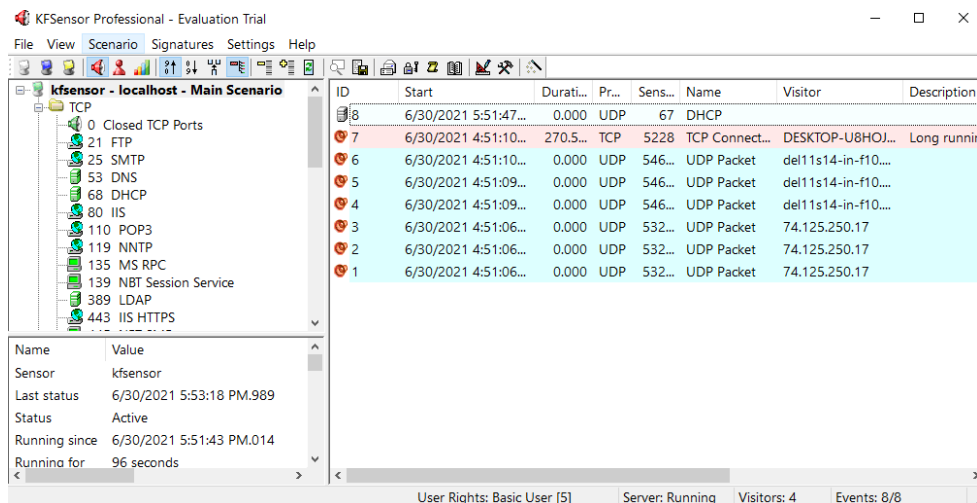 KFSensor Professional - Evaluation Trial
File View Scenario Signatures Settings Help
kfsensor - localhost - Main Scenario
TCP
0 Closed TCP Ports
21 FTP
25 SMTP
53 DNS
68 DHCP
80 IIS
110 POP3
119 NNTP
135 MS RPC
139 NBT Session Service
389 LDAP
443 IIS HTTPS
ID Start Durati... Pr... Sens... Name Visitor Description
8 6/30/2021 5:51:47... 0.000 UDP 67 DHCP
7 6/30/2021 4:51:10... 270.5... TCP 5228 TCP Connect... DESKTOP-U8HOJ... Long runnin
6 6/30/2021 4:51:10... 0.000 UDP 546... UDP Packet del11s14-in-f10....
5 6/30/2021 4:51:09... 0.000 UDP 546... UDP Packet del11s14-in-f10....
4 6/30/2021 4:51:09... 0.000 UDP 546... UDP Packet del11s14-in-f10....
3 6/30/2021 4:51:06... 0.000 UDP 532... UDP Packet 74.125.250.17
2 6/30/2021 4:51:06... 0.000 UDP 532... UDP Packet 74.125.250.17
1 6/30/2021 4:51:06... 0.000 UDP 532... UDP Packet 74.125.250.17
Name Value
Sensor kfsensor
Last status 6/30/2021 5:53:18 PM.989
Status Active
Running since 6/30/2021 5:51:43 PM.014
Running for 96 seconds
User Rights: Basic User [5] Server: Running Visitors: 4 Events: 8/8